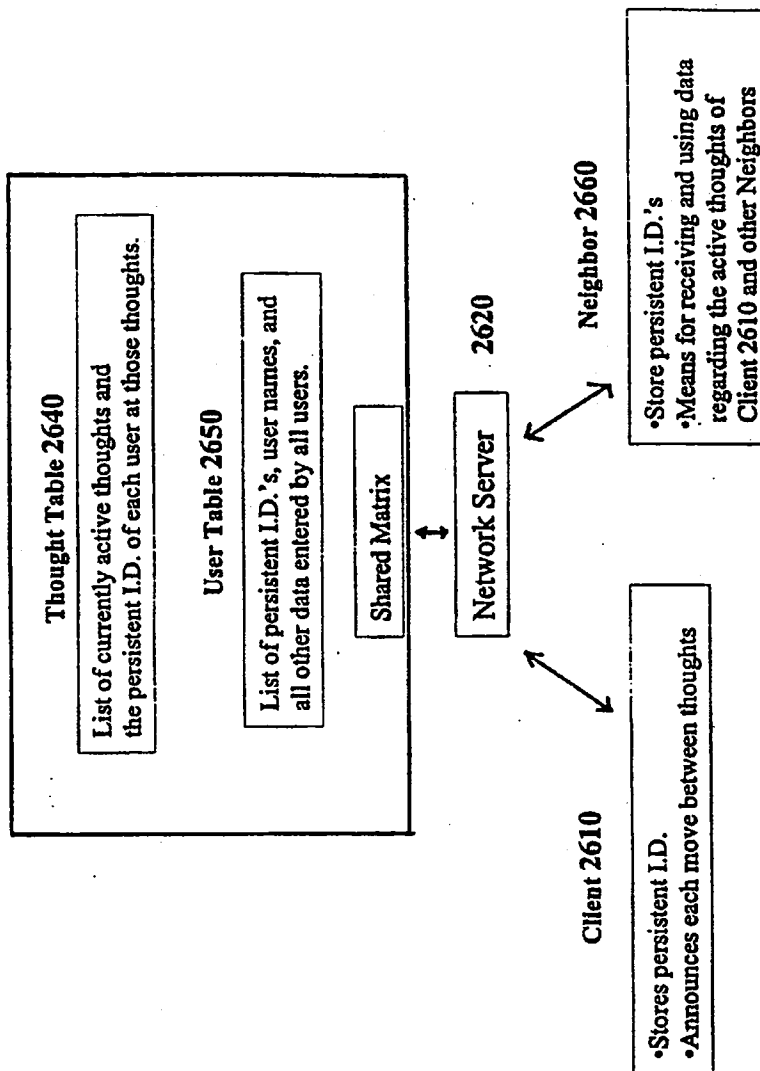 Thought Table 2640
List of currently active thoughts and
the persistent I.D. of each user at those thoughts.
User Table 2650
List of persistent I.D.'s, user names, and
all other data entered by all users.
Shared Matrix
Network Server
2620
Client 2610
•Stores persistent I.D.
•Announces each move between thoughts
Neighbor 2660
•Store persistent I.D.'s
•Means for receiving and using data
regarding the active thoughts of
Client 2610 and other Neighbors